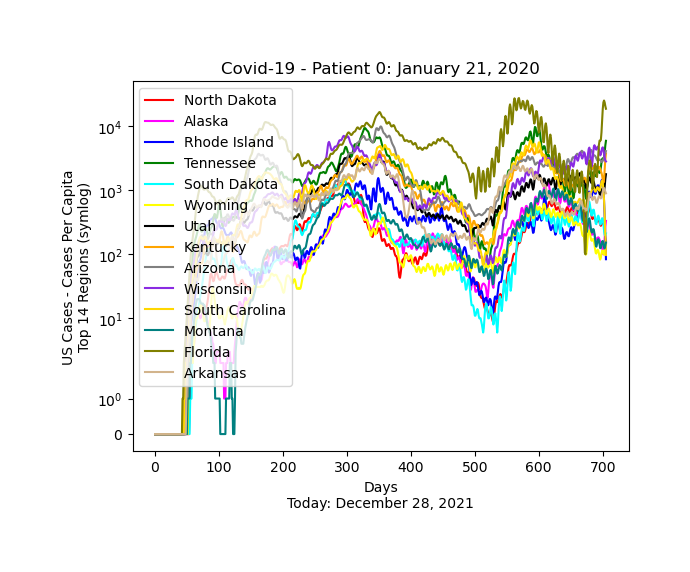 Covid-19 - Patient 0: January 21, 2020
US Cases - Cases Per Capita
Top 14 Regions (symlog)
10^4
10^3
10^2
10^1
10^0
0
North Dakota
Alaska
Rhode Island
Tennessee
South Dakota
Wyoming
Utah
Kentucky
Arizona
Wisconsin
South Carolina
Montana
Florida
Arkansas
0 100 200 300 400 500 600 700
Days
Today: December 28, 2021